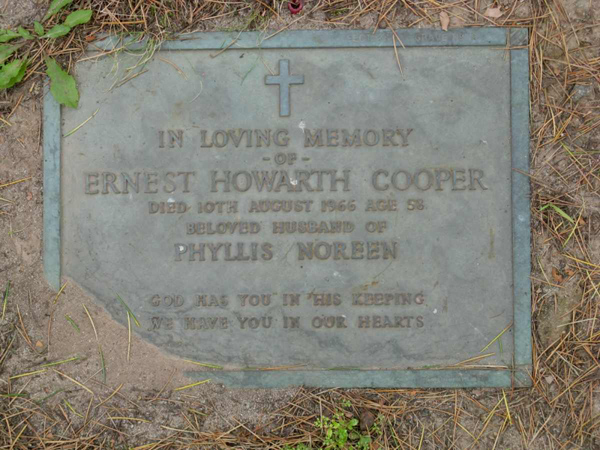 IN LOVING MEMORY
- OF -
ERNEST HOWARTH COOPER
DIED 10TH AUGUST 1966 AGE 58
BELOVED HUSBAND OF
PHYLLIS NOREEN
GOD HAS YOU IN HIS KEEPING
WE HAVE YOU IN OUR HEARTS